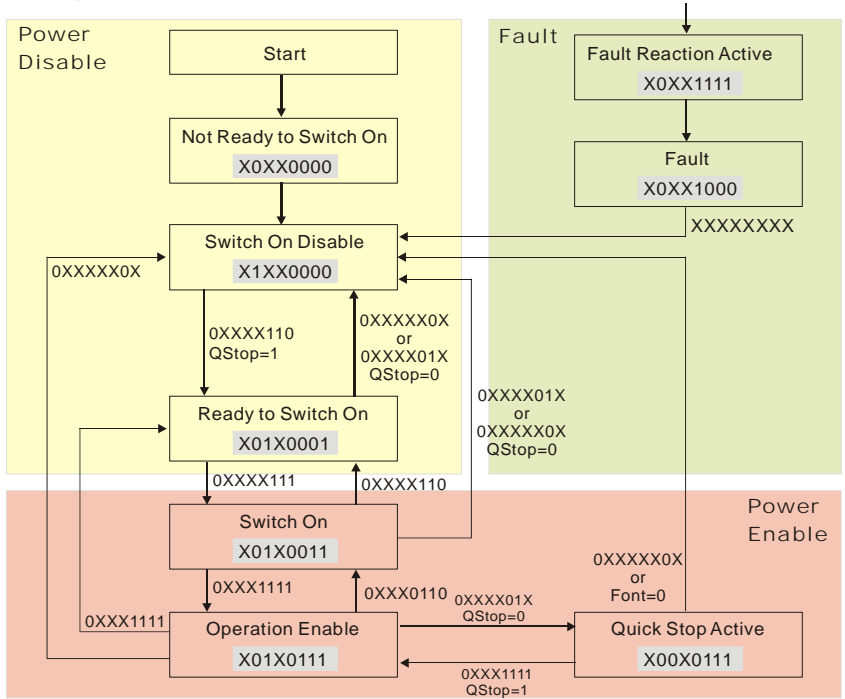 Power
Disable
Start
Not Ready to Switch On
X0XX0000
Switch On Disable
X1XX0000
0XXXXX0X
0XXXX110
QStop=1
0XXXXX0X
or
0XXXX01X
QStop=0
Ready to Switch On
X01X0001
0XXXX111
0XXXX110
Fault
Fault Reaction Active
X0XX1111
Fault
X0XX1000
XXXXXXXX
0XXXX01X
or
0XXXXX0X
QStop=0
Power
Enable
Switch On
X01X0011
0XXX1111
0XXX0110
0XXX1111
Operation Enable
X01X0111
0XXXX01X
QStop=0
0XXX1111
QStop=1
0XXXXX0X
or
Font=0
Quick Stop Active
X00X0111